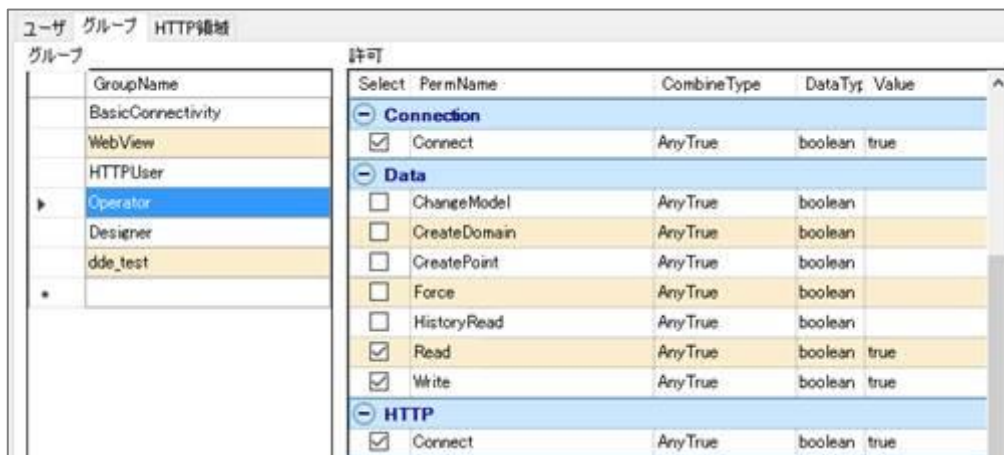 ユーザ グループ HTTP領域
グループ
GroupName
BasicConnectivity
WebView
HTTPUser
Operator
Designer
dde_test
許可
Select PermName CombineType DataTyp Value
Connection
Connect AnyTrue boolean true
Data
ChangeModel AnyTrue boolean
CreateDomain AnyTrue boolean
CreatePoint AnyTrue boolean
Force AnyTrue boolean
HistoryRead AnyTrue boolean
Read AnyTrue boolean true
Write AnyTrue boolean true
HTTP
Connect AnyTrue boolean true